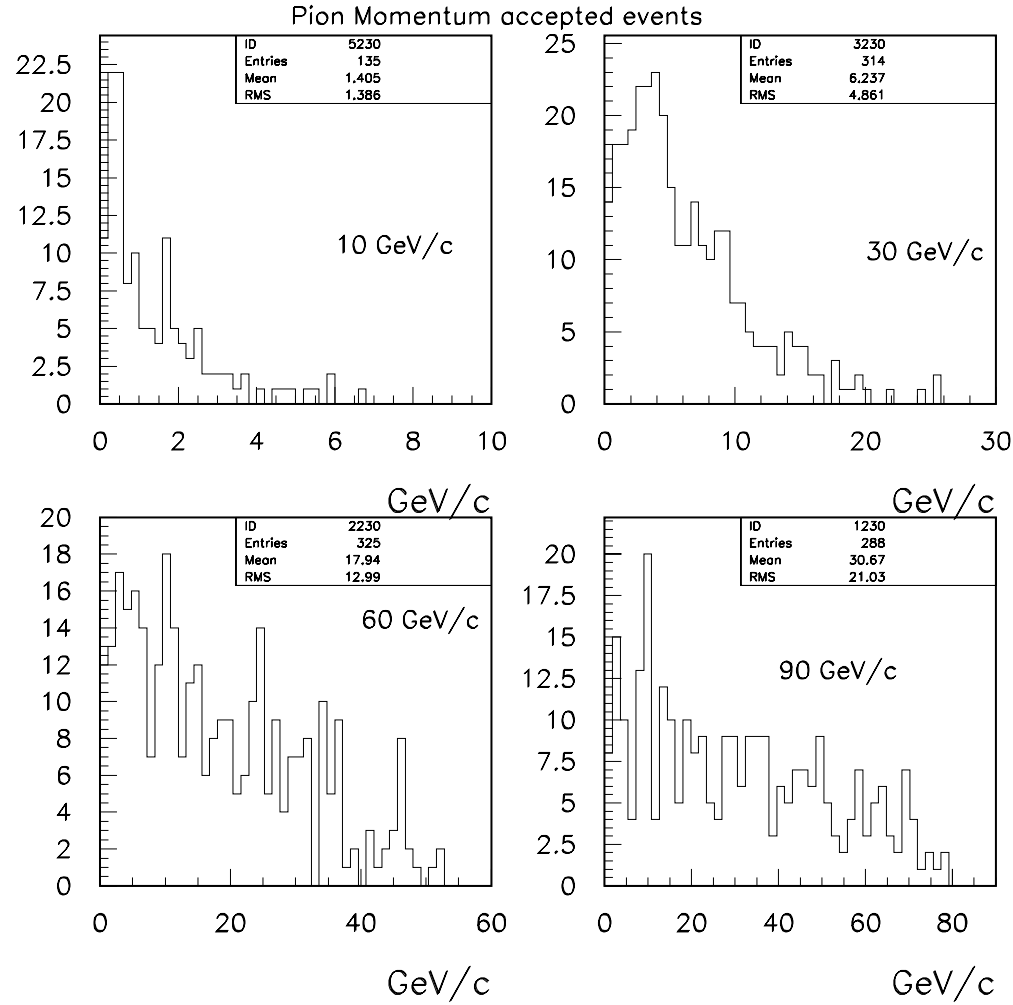 Pion Momentum accepted events
ID 5230
Entries 135
Mean 1.405
RMS 1.386
22.5
20
17.5
15
12.5
10
7.5
5
2.5
0
10 GeV/c
0 2 4 6 8 10
GeV/c
ID 3230
Entries 314
Mean 6.237
RMS 4.861
25
20
15
10
5
0
30 GeV/c
0 10 20 30
GeV/c
ID 2230
Entries 325
Mean 17.94
RMS 12.99
20
18
16
14
12
10
8
6
4
2
0
60 GeV/c
0 20 40 60
GeV/c
ID 1230
Entries 288
Mean 30.67
RMS 21.03
20
17.5
15
12.5
10
7.5
5
2.5
0
90 GeV/c
0 20 40 60 80
GeV/c